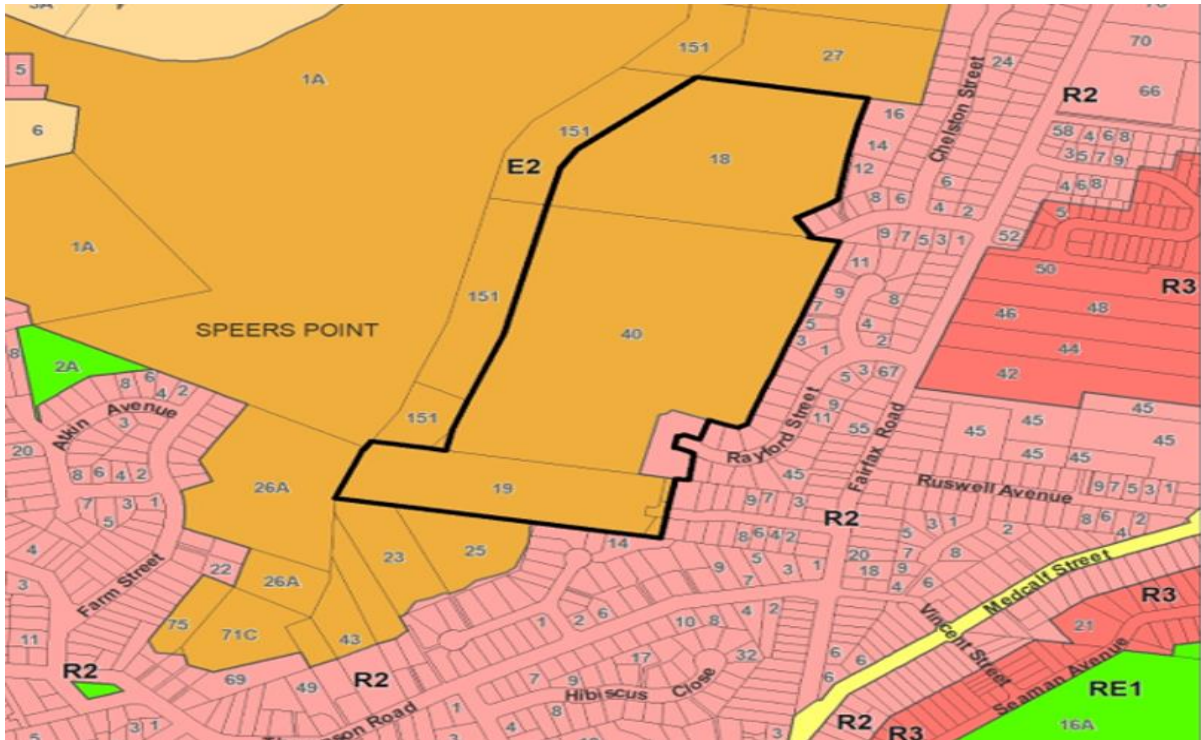 151
27
24
70
5
1A
R2
66
16
151
6
18
58 4 6 8
14
3 5 7 9
E2
12
Chelston Street
4 6 8
8 6
6
4 2
5
1A
9 7 5 3 1
52
11
50
R3
151
9
8
48
7
46
SPEERS POINT
40
5
4
44
3
2
2A
1
8
8 6 4 2
5 3 67
42
Atkin Avenue
3
151
9
11
45
45
Rayford Street
55
45
45
20
8 6 4 2
45
45 45
26A
19
Fairfax Road
Ruswell Avenue
9 7 5 3 1
7 3 1
9 7 3
5
R2
5 3 1
2
8 6 2
4
23
25
14
8 6 4 2
4
22
20
7
8
3
9
5
3 1
18
9
Medcalf Street
Farm Street
26A
7
4
6
R3
75
71C
43
1
2
6
10 8
4
2
Vincent Street
21
11
R2
69
49
R2
17
32
6
6
Seaman Avenue
7
9
6
RE1
Hibiscus Close
3 1
1
8
R2
R3
16A
5
4
3